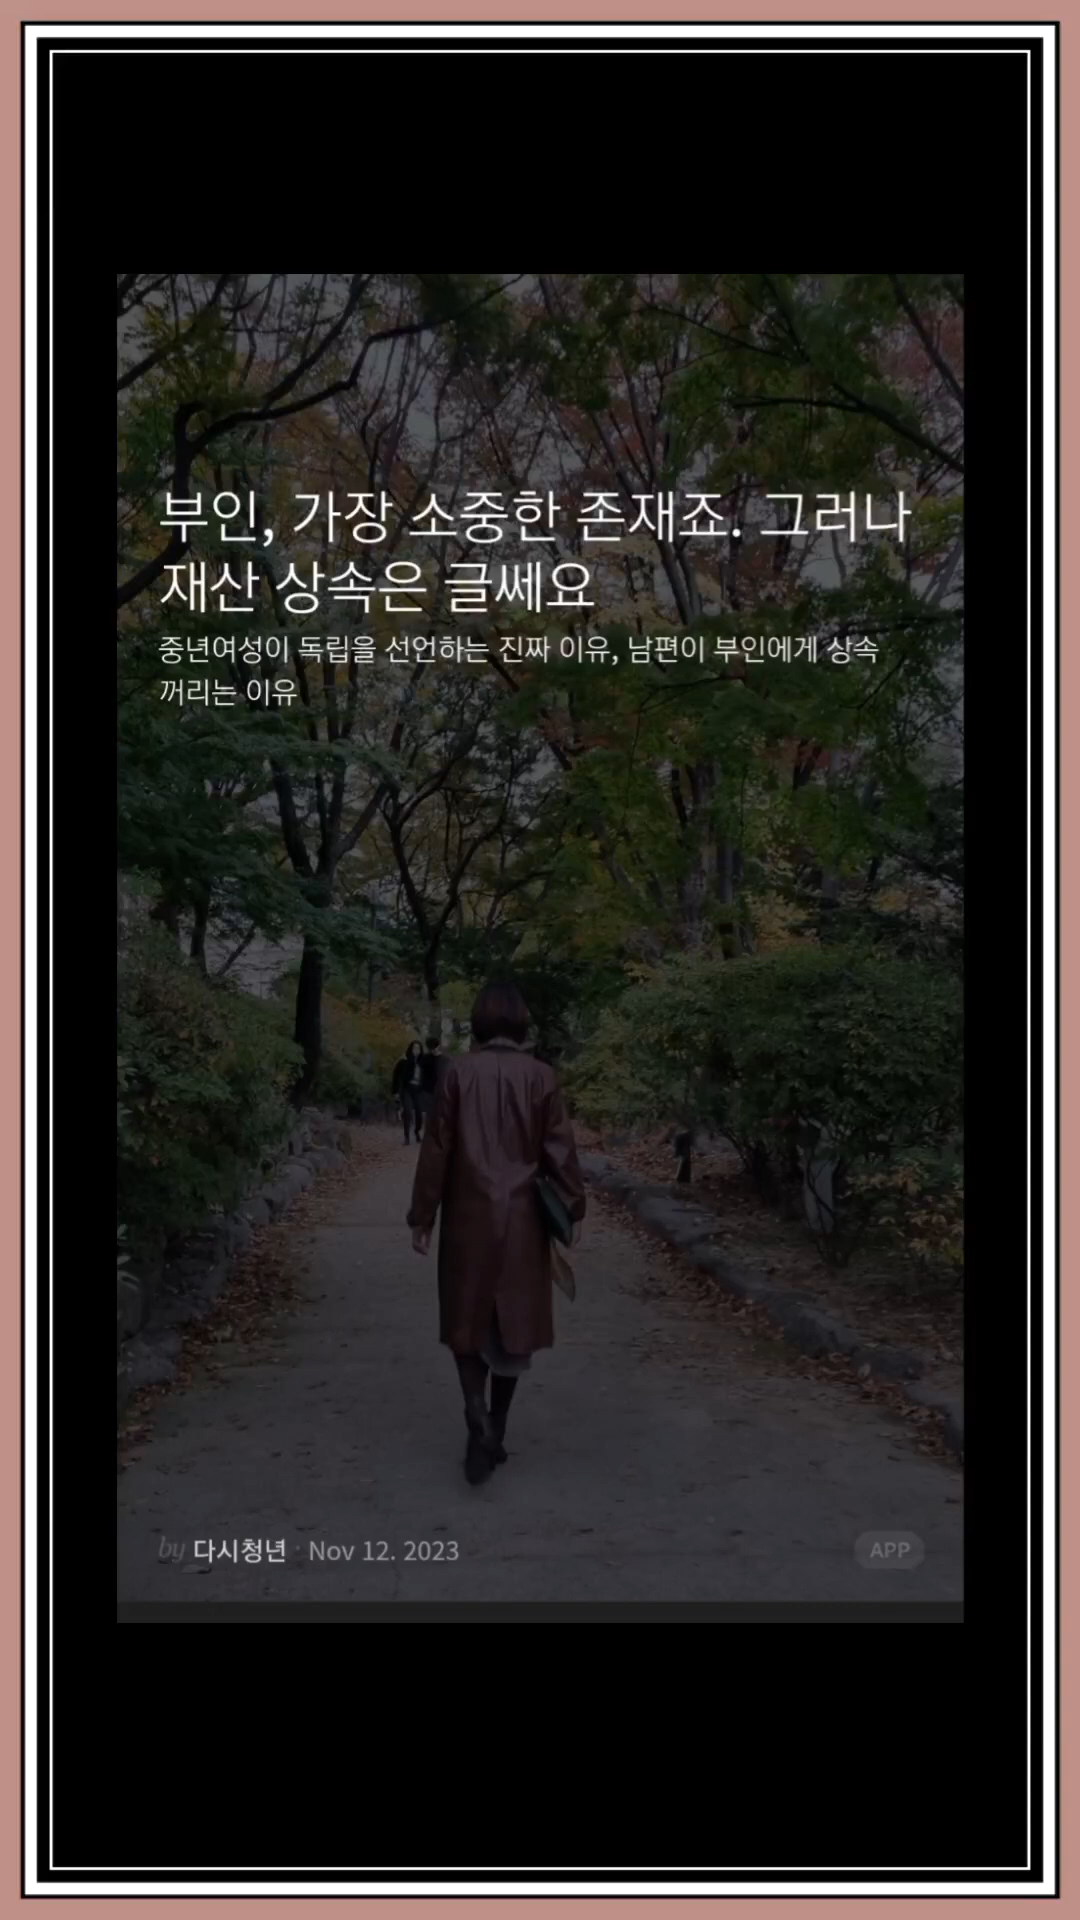 부인, 가장 소중한 존재죠. 그러나
재산 상속은 글쎄요
중년여성이 독립을 선언하는 진짜 이유, 남편이 부인에게 상속
꺼리는 이유
by 다시청년 · Nov 12. 2023
APP